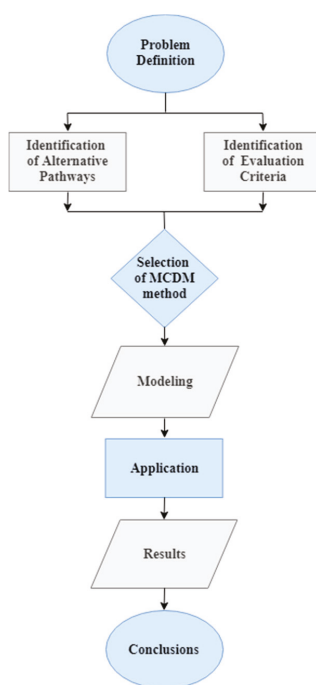 Problem
Definition
Identification
of Alternative
Pathways
Identification
of Evaluation
Criteria
Selection
of MCDM
method
Modeling
Application
Results
Conclusions